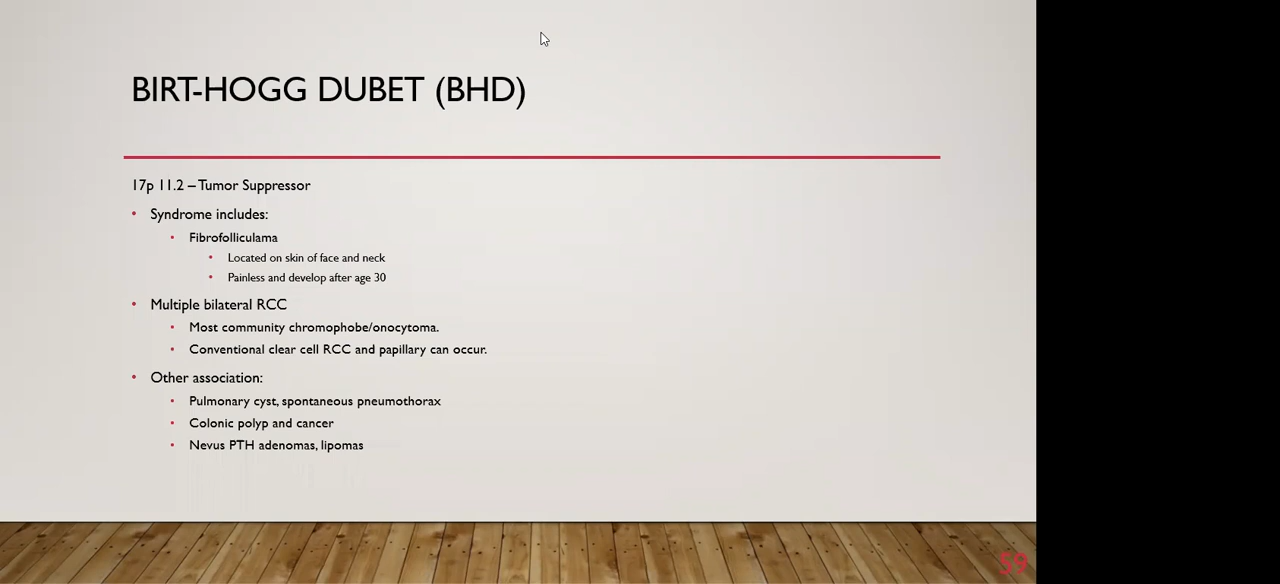 BIRT-HOGG DUBET (BHD)
17p 11.2 – Tumor Suppressor
• Syndrome includes:
• Fibrofolliculama
• Located on skin of face and neck
• Painless and develop after age 30
• Multiple bilateral RCC
• Most community chromophobe/onocytoma.
• Conventional clear cell RCC and papillary can occur.
• Other association:
• Pulmonary cyst, spontaneous pneumothorax
• Colonic polyp and cancer
• Nevus PTH adenomas, lipomas
59